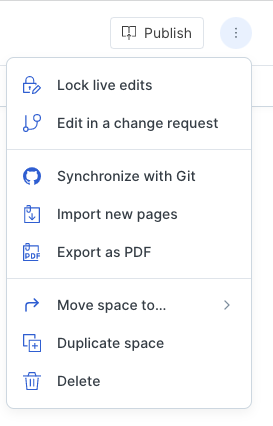 Publish
Lock live edits
Edit in a change request
Synchronize with Git
Import new pages
Export as PDF
Move space to...
Duplicate space
Delete